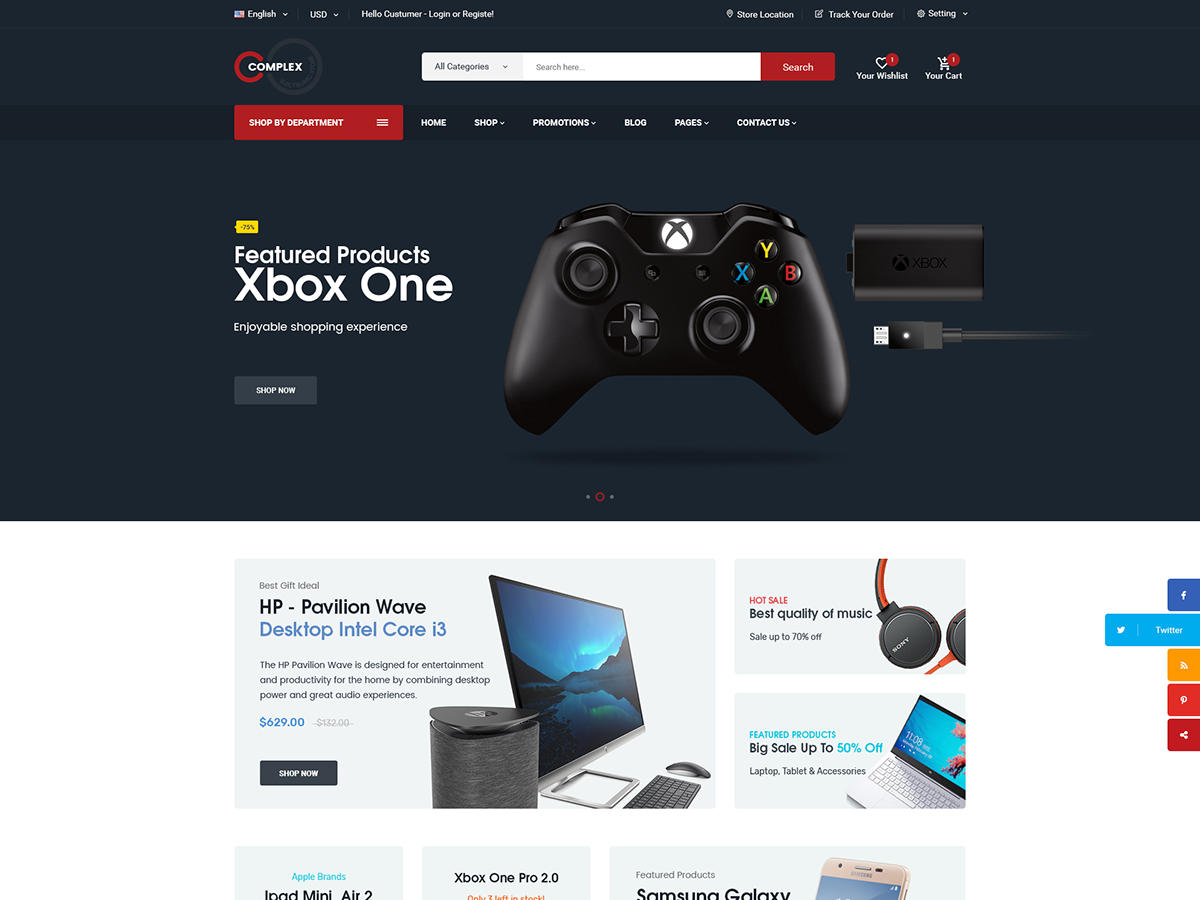 English
USD
Hello Custumer - Login or Registe!
Store Location
Track Your Order
Setting
COMPLEX
All Categories
Search here...
Search
1
Your Wishlist
1
Your Cart
SHOP BY DEPARTMENT
HOME
SHOP
PROMOTIONS
BLOG
PAGES
CONTACT US
-75%
Featured Products
Xbox One
Enjoyable shopping experience
SHOP NOW
Y
X
B
A
XBOX
Best Gift Ideal
HP - Pavilion Wave
Desktop Intel Core i3
The HP Pavilion Wave is designed for entertainment
and productivity for the home by combining desktop
power and great audio experiences.
$629.00
$132.00
SHOP NOW
HOT SALE
Best quality of music
Sale up to 70% off
SONY
FEATURED PRODUCTS
Big Sale Up To 50% Off
Laptop, Tablet & Accessories
11:08
Twitter
Apple Brands
Ipad Mini, Air 2
Xbox One Pro 2.0
Only 3 left in stock!
Featured Products
Samsung Galaxy
SAMSUNG